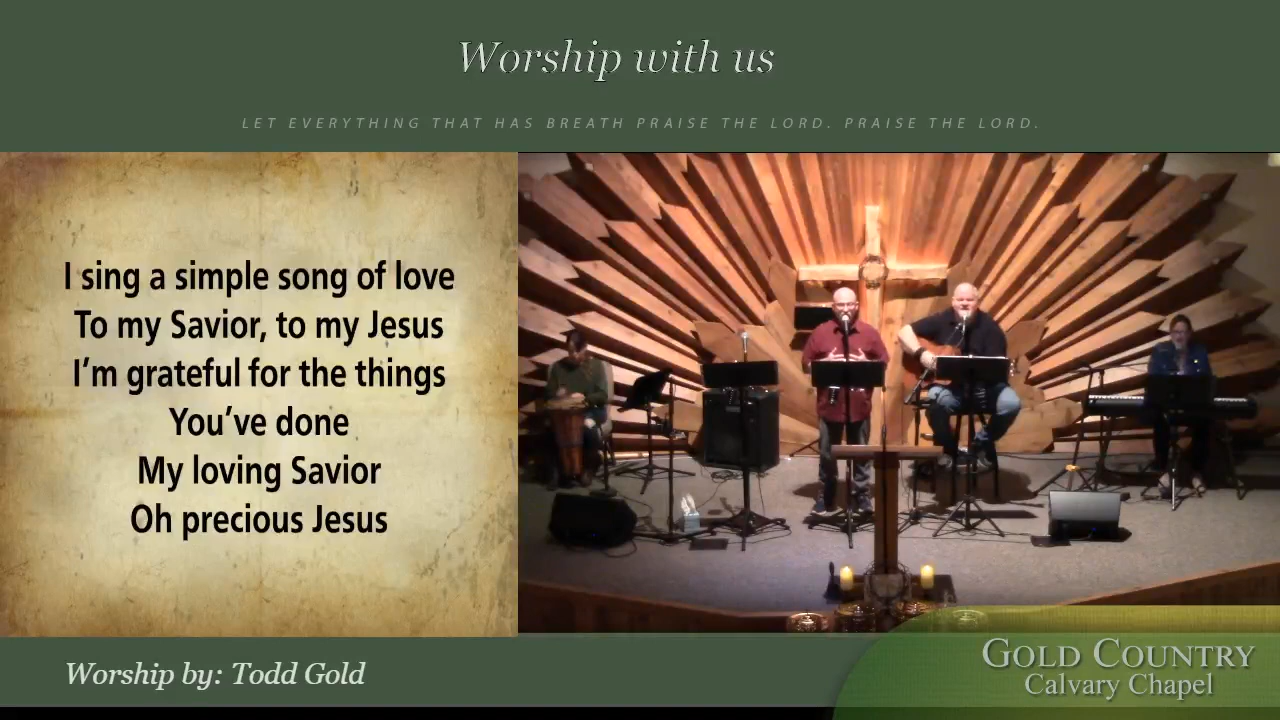 Worship with us
LET EVERYTHING THAT HAS BREATH PRAISE THE LORD. PRAISE THE LORD.
I sing a simple song of love
To my Savior, to my Jesus
I’m grateful for the things
You’ve done
My loving Savior
Oh precious Jesus
Worship by: Todd Gold
GOLD COUNTRY
Calvary Chapel